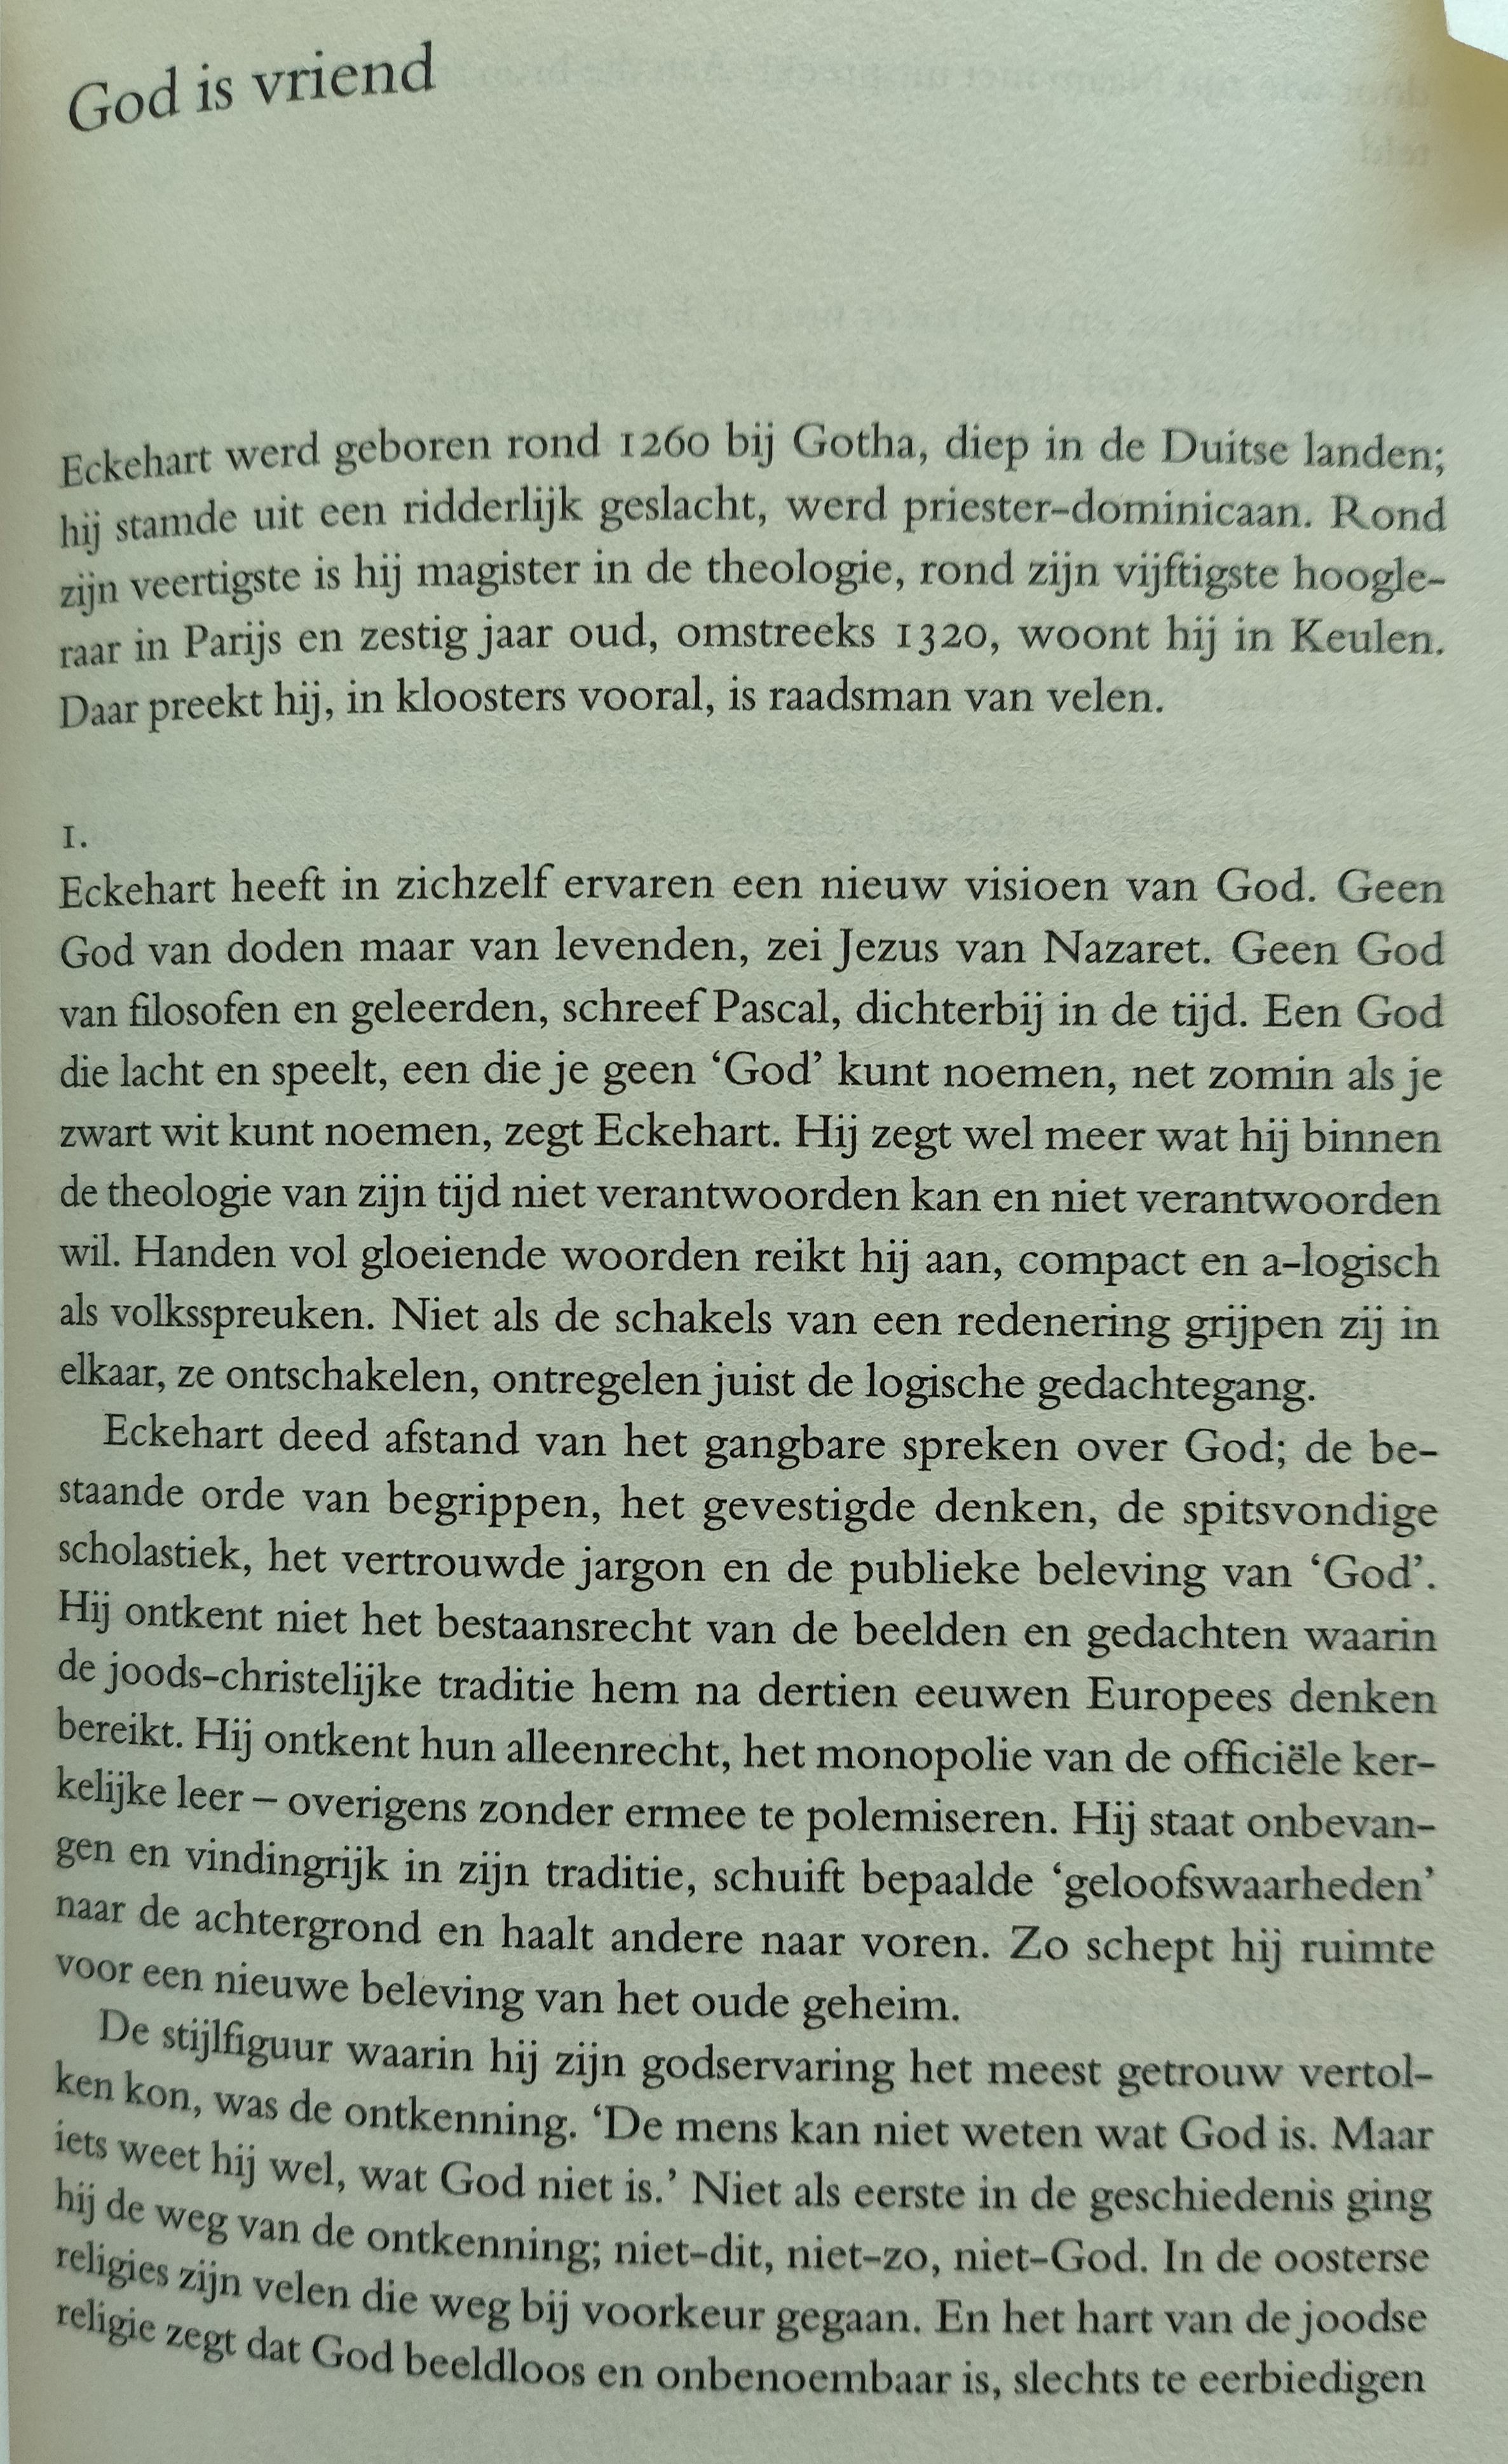 God is vriend
Eckehart werd geboren rond 1260 bij Gotha, diep in de Duitse landen;
hij stamde uit een ridderlijk geslacht, werd priester-dominicaan. Rond
zijn veertigste is hij magister in de theologie, rond zijn vijftigste hoogle-
raar in Parijs en zestig jaar oud, omstreeks 1320, woont hij in Keulen.
Daar preekt hij, in kloosters vooral, is raadsman van velen.
1.
Eckehart heeft in zichzelf ervaren een nieuw visioen van God. Geen
God van doden maar van levenden, zei Jezus van Nazaret. Geen God
van filosofen en geleerden, schreef Pascal, dichterbij in de tijd. Een God
die lacht en speelt, een die je geen ‘God’ kunt noemen, net zomin als je
zwart wit kunt noemen, zegt Eckehart. Hij zegt wel meer wat hij binnen
de theologie van zijn tijd niet verantwoorden kan en niet verantwoorden
wil. Handen vol gloeiende woorden reikt hij aan, compact en a-logisch
als volksspreuken. Niet als de schakels van een redenering grijpen zij in
elkaar, ze ontschakelen, ontregelen juist de logische gedachtegang.
Eckehart deed afstand van het gangbare spreken over God; de be-
staande orde van begrippen, het gevestigde denken, de spitsvondige
scholastiek, het vertrouwde jargon en de publieke beleving van ‘God’.
Hij ontkent niet het bestaansrecht van de beelden en gedachten waarin
de joods-christelijke traditie hem na dertien eeuwen Europees denken
bereikt. Hij ontkent hun alleenrecht, het monopolie van de officiële ker-
kelijke leer – overigens zonder ermee te polemiseren. Hij staat onbevan-
gen en vindingrijk in zijn traditie, schuift bepaalde ‘geloofswaarheden’
naar de achtergrond en haalt andere naar voren. Zo schept hij ruimte
voor een nieuwe beleving van het oude geheim.
De stijlfiguur waarin hij zijn godservaring het meest getrouw vertol-
ken kon, was de ontkenning. ‘De mens kan niet weten wat God is. Maar
iets weet hij wel, wat God niet is.’ Niet als eerste in de geschiedenis ging
hij de weg van de ontkenning; niet-dit, niet-zo, niet-God. In de oosterse
religies zijn velen die weg bij voorkeur gegaan. En het hart van de joodse
religie zegt dat God beeldloos en onbenoembaar is, slechts te eerbiedigen